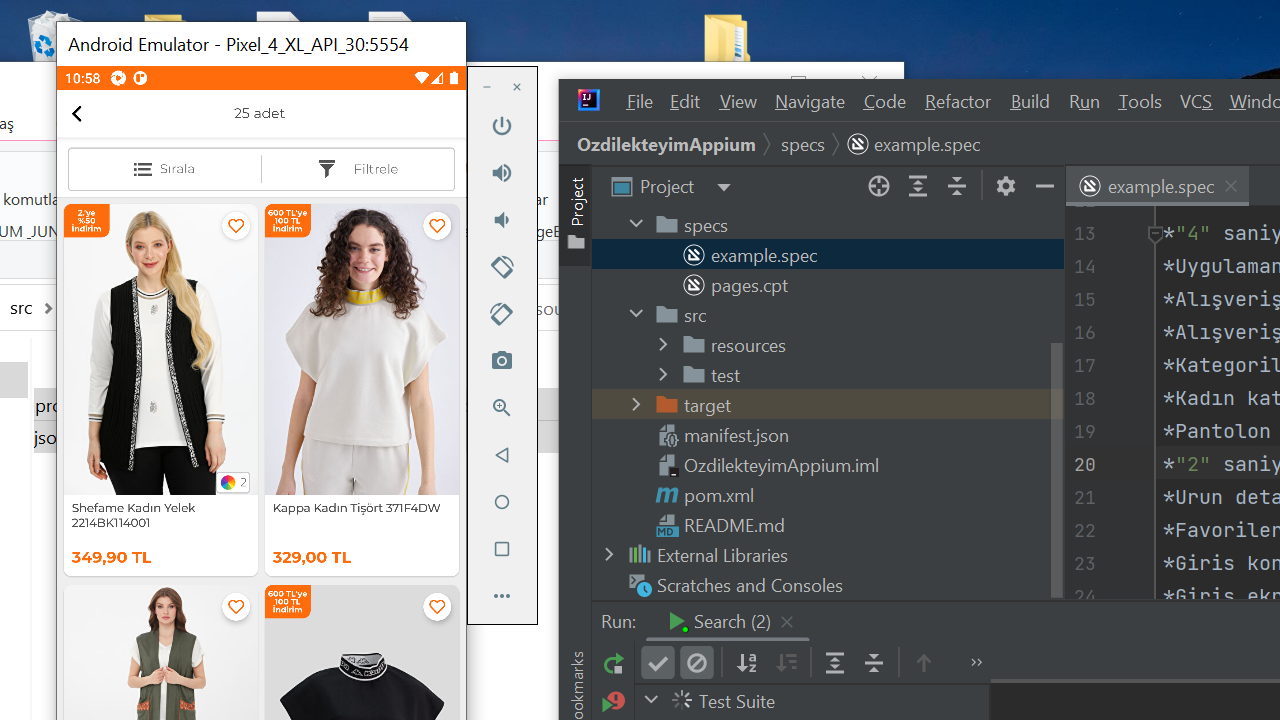 Android Emulator - Pixel_4_XL_API_30:5554
10:58
25 adet
Sırala
Filtrele
2.'ye
%50
İndirim
600 TL'ye
100 TL
İndirim
2
Shefame Kadın Yelek
2214BK114001
349,90 TL
Kappa Kadın Tişört 371F4DW
329,00 TL
600 TL'ye
100 TL
İndirim
aş
komutla
UM_JUN
src
pro
jso
ar
geE
sou
File Edit View Navigate Code Refactor Build Run Tools VCS Windo
OzdilekteyimAppium specs example.spec
Project
Project
example.spec
specs
example.spec
pages.cpt
src
resources
test
target
manifest.json
OzdilekteyimAppium.iml
pom.xml
README.md
External Libraries
Scratches and Consoles
13 *"4" saniy
14 *Uygulaman
15 *Alışveriş
16 *Alışveriş
17 *Kategoril
18 *Kadın kat
19 *Pantolon
20 *"2" saniy
21 *Urun deta
22 *Favoriler
23 *Giris kon
24 *Giris ekr
Run: Search (2)
Test Suite
ookmarks